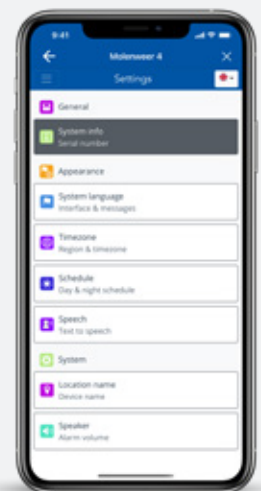 9:41
Molenweer 4
Settings
General
System info
Serial number
Appearance
System language
Interface & messages
Timezone
Region & timezone
Schedule
Day & night schedule
Speech
Text to speech
System
Location name
Device name
Speaker
Alarm volume